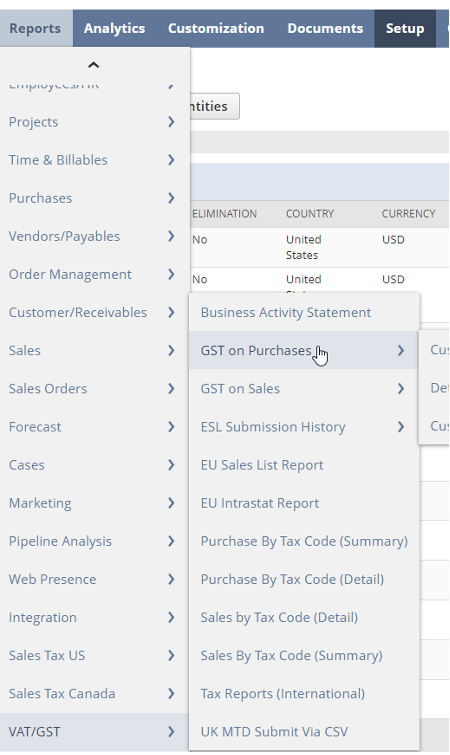 Reports Analytics Customization Documents Setup
Employees/HR
Projects
ntities
Time & Billables
Purchases
ELIMINATION COUNTRY CURRENCY
Vendors/Payables
No United States USD
Order Management
No United USD
Customer/Receivables
Sales
Sales Orders
Forecast
Cases
Marketing
Pipeline Analysis
Web Presence
Integration
Sales Tax US
Sales Tax Canada
VAT/GST
Business Activity Statement
GST on Purchases
GST on Sales
ESL Submission History
EU Sales List Report
EU Intrastat Report
Purchase By Tax Code (Summary)
Purchase By Tax Code (Detail)
Sales by Tax Code (Detail)
Sales By Tax Code (Summary)
Tax Reports (International)
UK MTD Submit Via CSV
Cus
Det
Cus